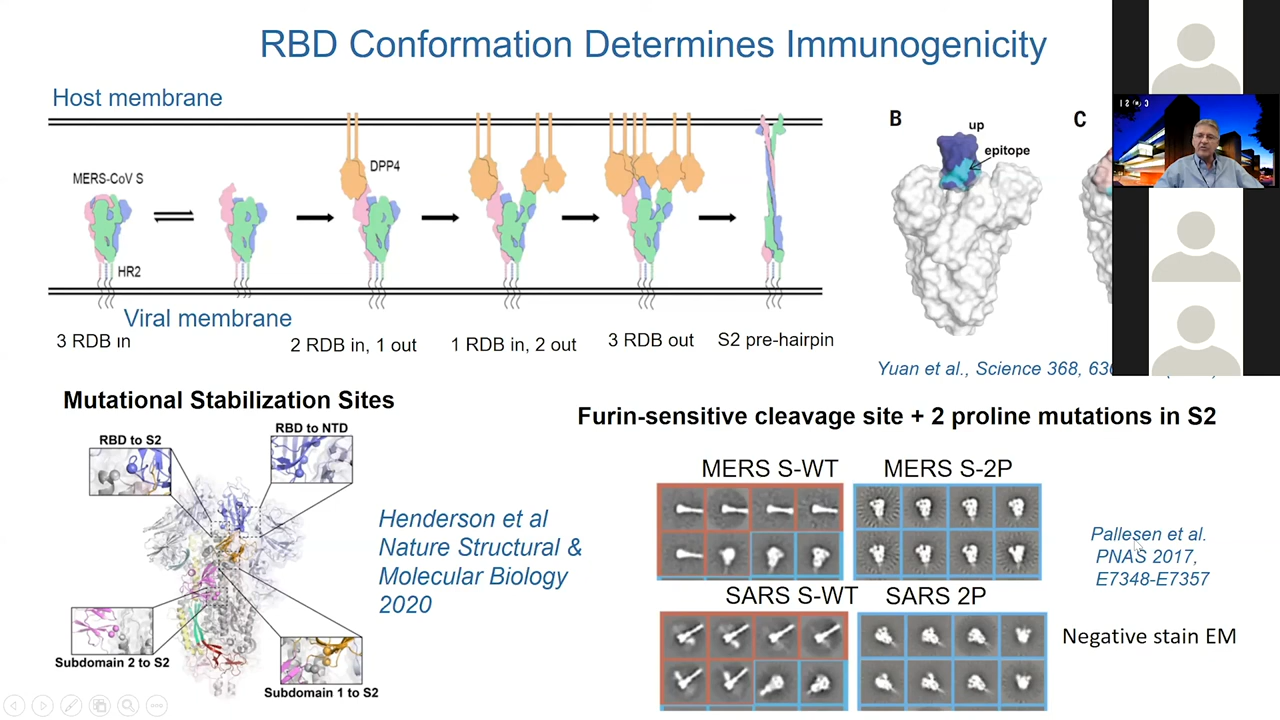 RBD Conformation Determines Immunogenicity
Host membrane
MERS-CoV S
DPP4
HR2
Viral membrane
3 RDB in
2 RDB in, 1 out
1 RDB in, 2 out
3 RDB out
S2 pre-hairpin
B
up
epitope
C
Yuan et al., Science 368,
Mutational Stabilization Sites
RBD to S2
RBD to NTD
Subdomain 2 to S2
Subdomain 1 to S2
Henderson et al
Nature Structural &
Molecular Biology
2020
Furin-sensitive cleavage site + 2 proline mutations in S2
MERS S-WT
MERS S-2P
SARS S-WT
SARS 2P
Pallesen et al.
PNAS 2017,
E7348-E7357
Negative stain EM